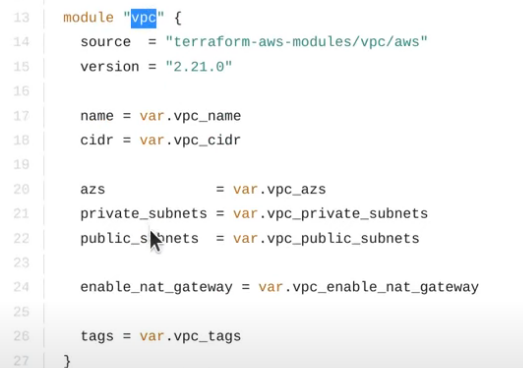 13 module "vpc" {
14 source = "terraform-aws-modules/vpc/aws"
15 version = "2.21.0"
16
17 name = var.vpc_name
18 cidr = var.vpc_cidr
19
20 azs = var.vpc_azs
21 private_subnets = var.vpc_private_subnets
22 public_subnets = var.vpc_public_subnets
23
24 enable_nat_gateway = var.vpc_enable_nat_gateway
25
26 tags = var.vpc_tags
27 }